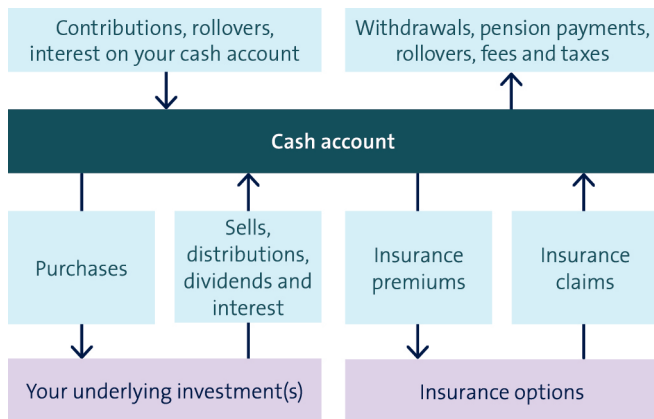 Contributions, rollovers,
interest on your cash account
Withdrawals, pension payments,
rollovers, fees and taxes
Cash account
Purchases
Sells,
distributions,
dividends and
interest
Insurance
premiums
Insurance
claims
Your underlying investment(s)
Insurance options